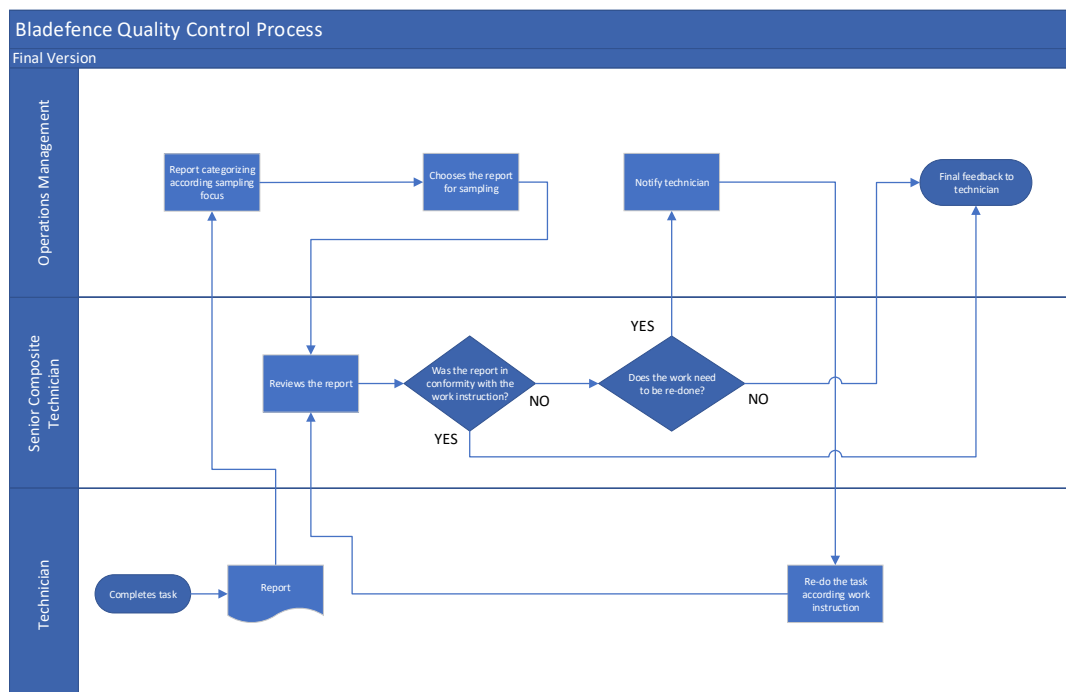 Bladefence Quality Control Process
Final Version
Operations Management
Report categorizing
according sampling
focus
Chooses the report
for sampling
Notify technician
Final feedback to
technician
Senior Composite
Technician
Reviews the report
Was the report in
conformity with the
work instruction?
NO
YES
YES
Does the work need
to be re-done?
NO
Technician
Completes task
Report
Re-do the task
according work
instruction